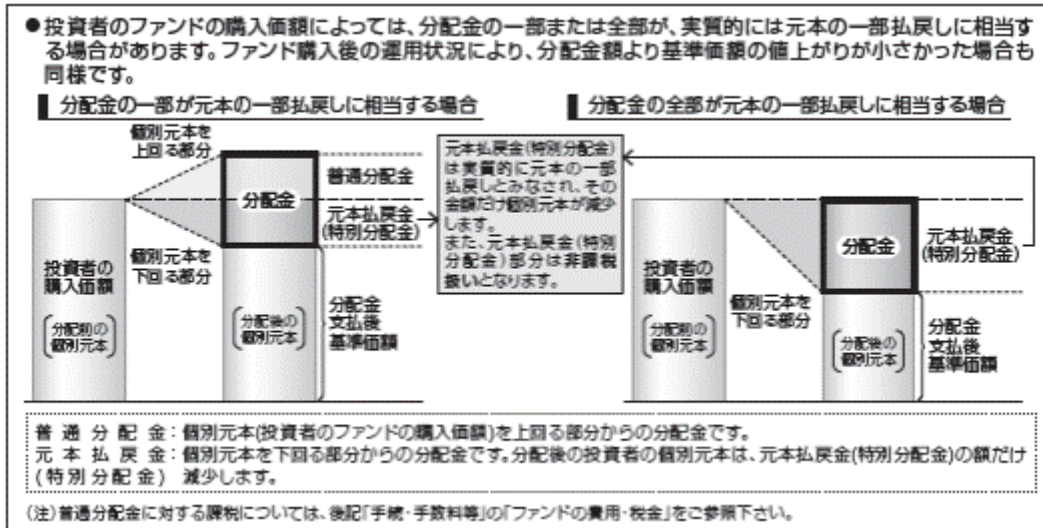 ●投資者のファンドの購入価額によっては、分配金の一部または全部が、実質的には元本の一部払戻しに相当す
る場合があります。ファンド購入後の運用状況により、分配金額より基準価額の値上がりが小さかった場合も
同様です。
分配金の一部が元本の一部払戻しに相当する場合
分配金の全部が元本の一部払戻しに相当する場合
個別元本を
上回る部分
分配金
普通分配金
元本払戻金
(特別分配金)
個別元本を
下回る部分
投資者の
購入価額
(分配前の
個別元本)
(分配後の
個別元本)
分配金
支払後
基準価額
元本払戻金(特別分配金)
は実質的に元本の一部
払戻しとみなされ、その
金額だけ個別元本が減少
します。
また、元本払戻金(特別
分配金)部分は非課税
扱いとなります。
投資者の
購入価額
(分配前の
個別元本)
個別元本を
下回る部分
分配金
元本払戻金
(特別分配金)
(分配後の
個別元本)
分配金
支払後
基準価額
普通分配金:個別元本(投資者のファンドの購入価額)を上回る部分からの分配金です。
元本払戻金:個別元本を下回る部分からの分配金です。分配後の投資者の個別元本は、元本払戻金(特別分配金)の額だけ
(特別分配金) 減少します。
(注)普通分配金に対する課税については、後記「手続・手数料等」の「ファンドの費用・税金」をご参照下さい。